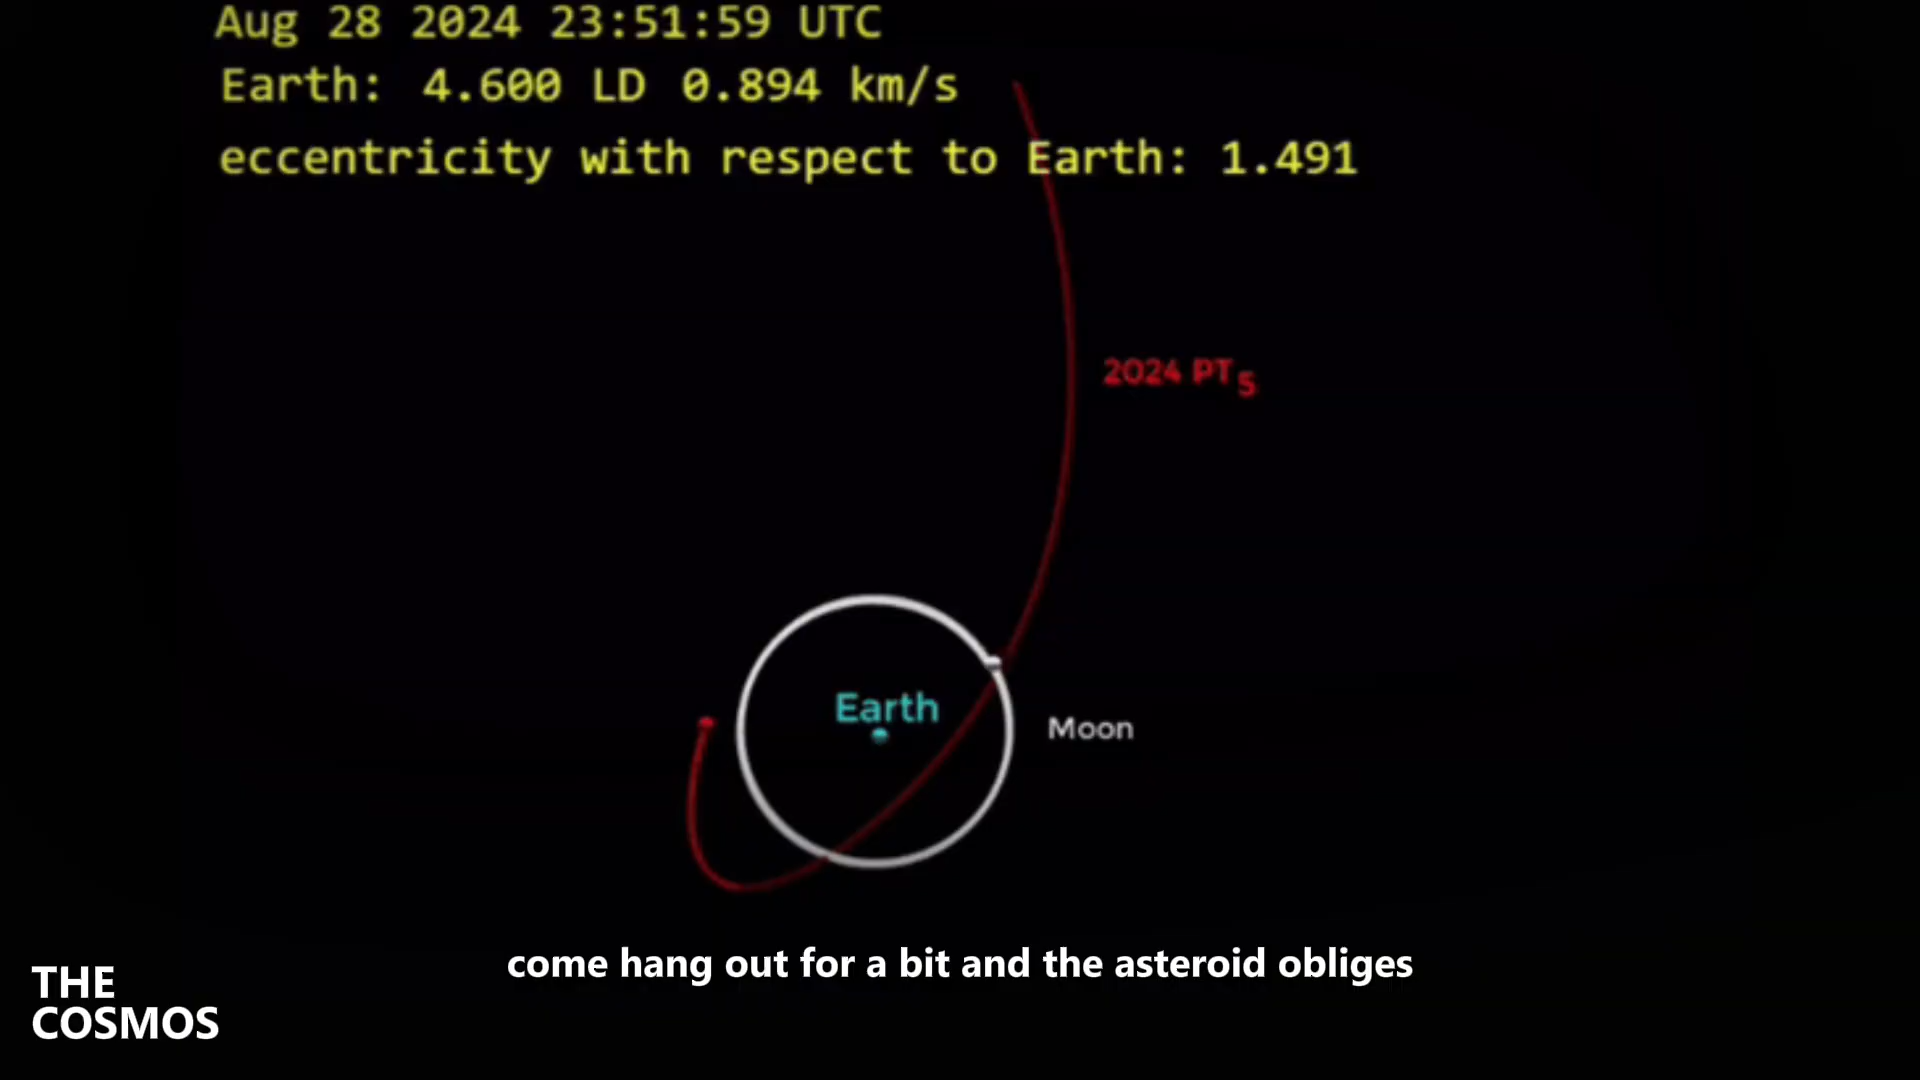 Aug 28 2024 23:51:59 UTC
Earth: 4.600 LD 0.894 km/s
eccentricity with respect to Earth: 1.491
2024 PT5
Earth
Moon
come hang out for a bit and the asteroid obliges
THE
COSMOS